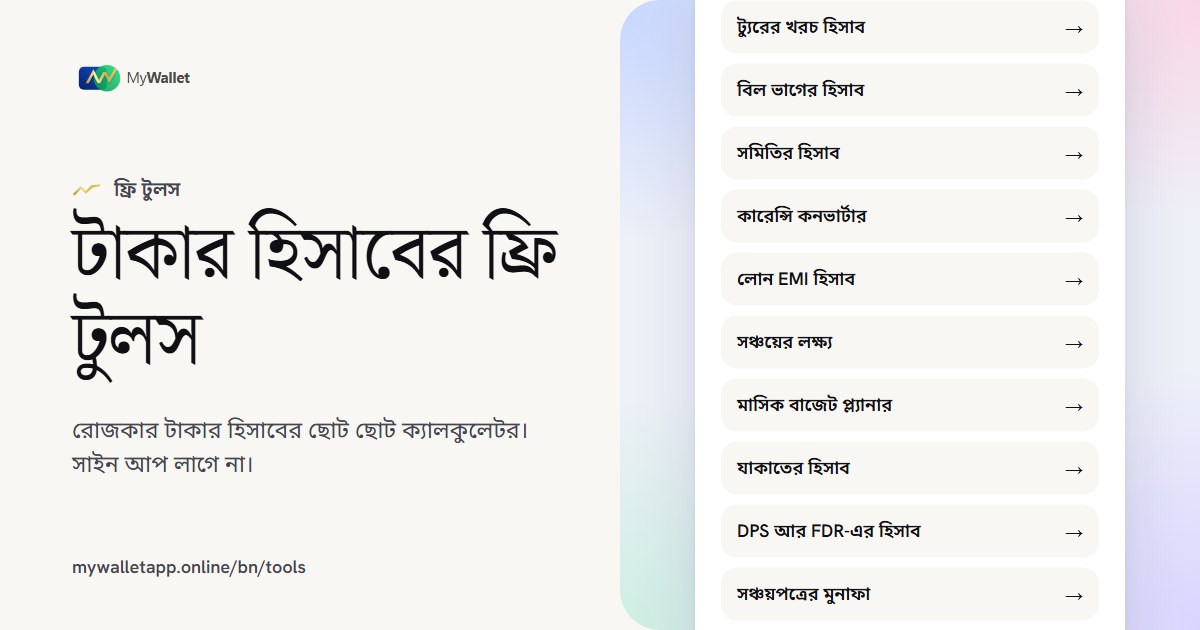 MyWallet
ফ্রি টুলস
টাকার হিসাবের ফ্রি
টুলস
রোজকার টাকার হিসাবের ছোট ছোট ক্যালকুলেটর।
সাইন আপ লাগে না।
mywalletapp.online/bn/tools
ট্যুরের খরচ হিসাব →
বিল ভাগের হিসাব →
সমিতির হিসাব →
কারেন্সি কনভার্টার →
লোন EMI হিসাব →
সঞ্চয়ের লক্ষ্য →
মাসিক বাজেট প্ল্যানার →
যাকাতের হিসাব →
DPS আর FDR-এর হিসাব →
সঞ্চয়পত্রের মুনাফা →